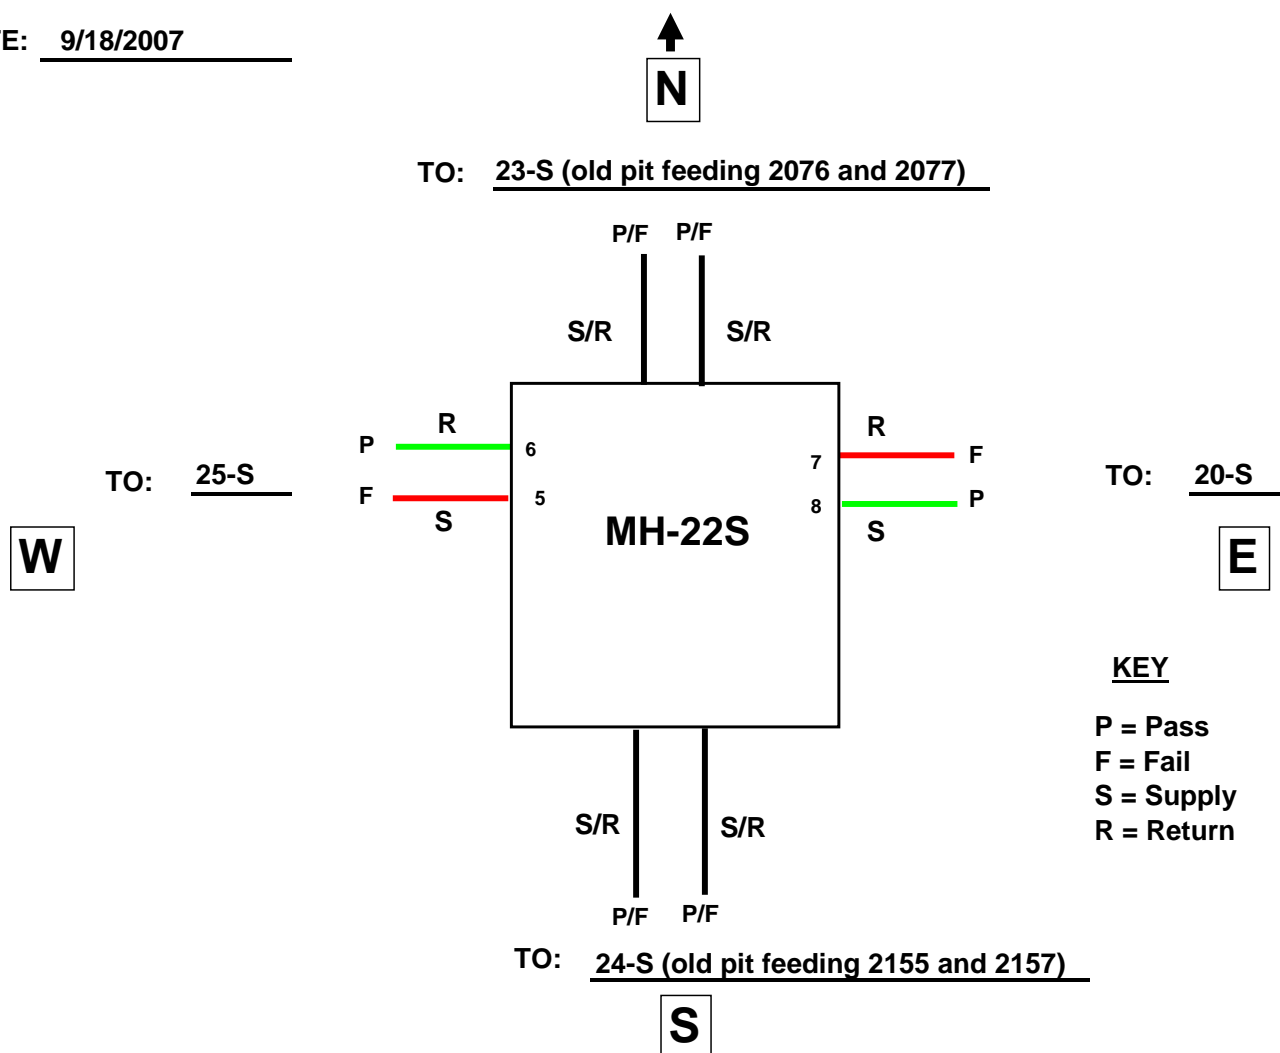 TE: 9/18/2007
N
TO: 23-S (old pit feeding 2076 and 2077)
P/F P/F
S/R S/R
P R 6
F S 5
TO: 25-S
W
MH-22S
7 R F
8 S P
TO: 20-S
E
KEY
P = Pass
F = Fail
S = Supply
R = Return
S/R S/R
P/F P/F
TO: 24-S (old pit feeding 2155 and 2157)
S